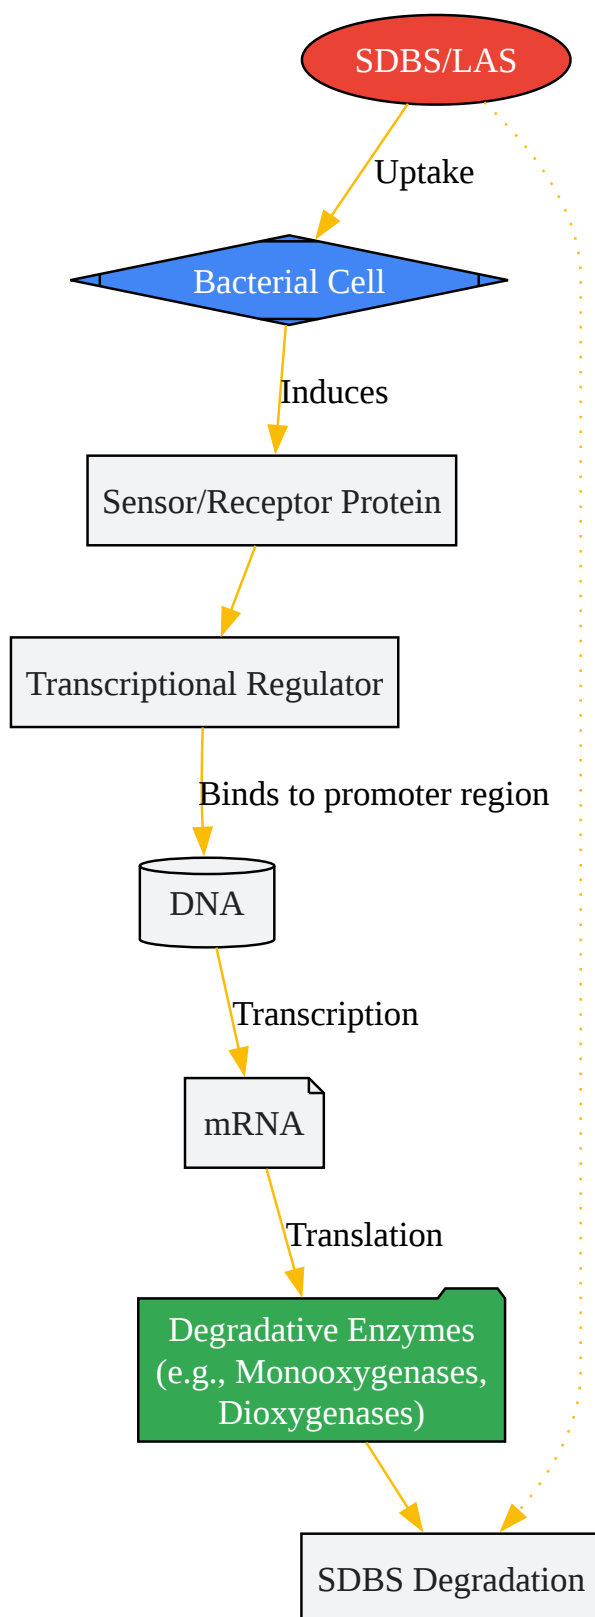 SDBS/LAS
Uptake
Bacterial Cell
Induces
Sensor/Receptor Protein
Transcriptional Regulator
Binds to promoter region
DNA
Transcription
mRNA
Translation
Degradative Enzymes
(e.g., Monooxygenases,
Dioxygenases)
SDBS Degradation